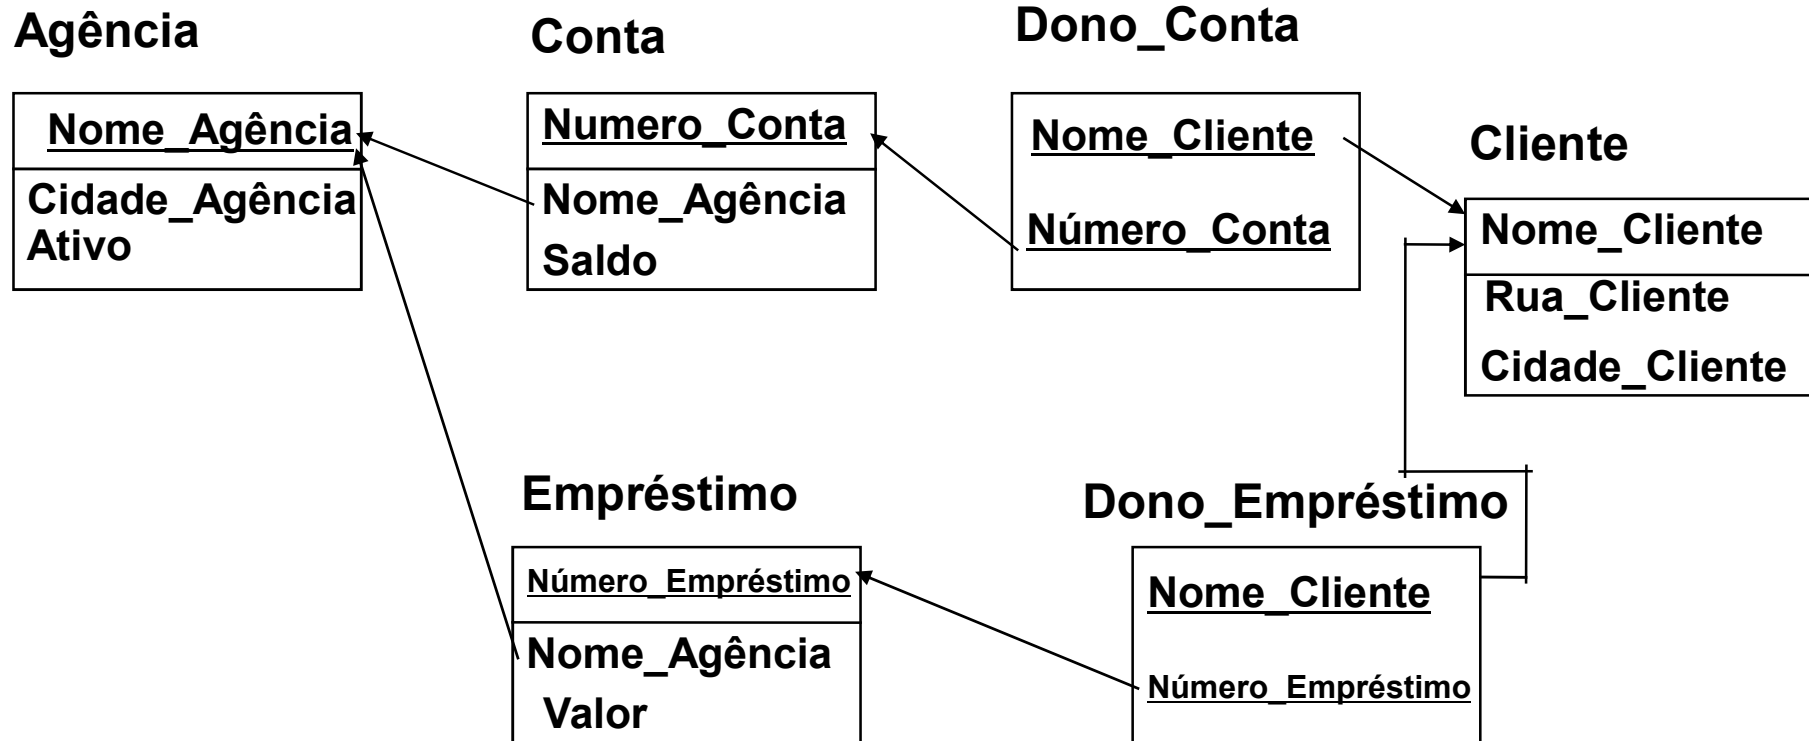 Agência
Nome_Agência
Cidade_Agência
Ativo
Conta
Numero_Conta
Nome_Agência
Saldo
Dono_Conta
Nome_Cliente
Número_Conta
Cliente
Nome_Cliente
Rua_Cliente
Cidade_Cliente
Empréstimo
Número_Empréstimo
Nome_Agência
Valor
Dono_Empréstimo
Nome_Cliente
Número_Empréstimo